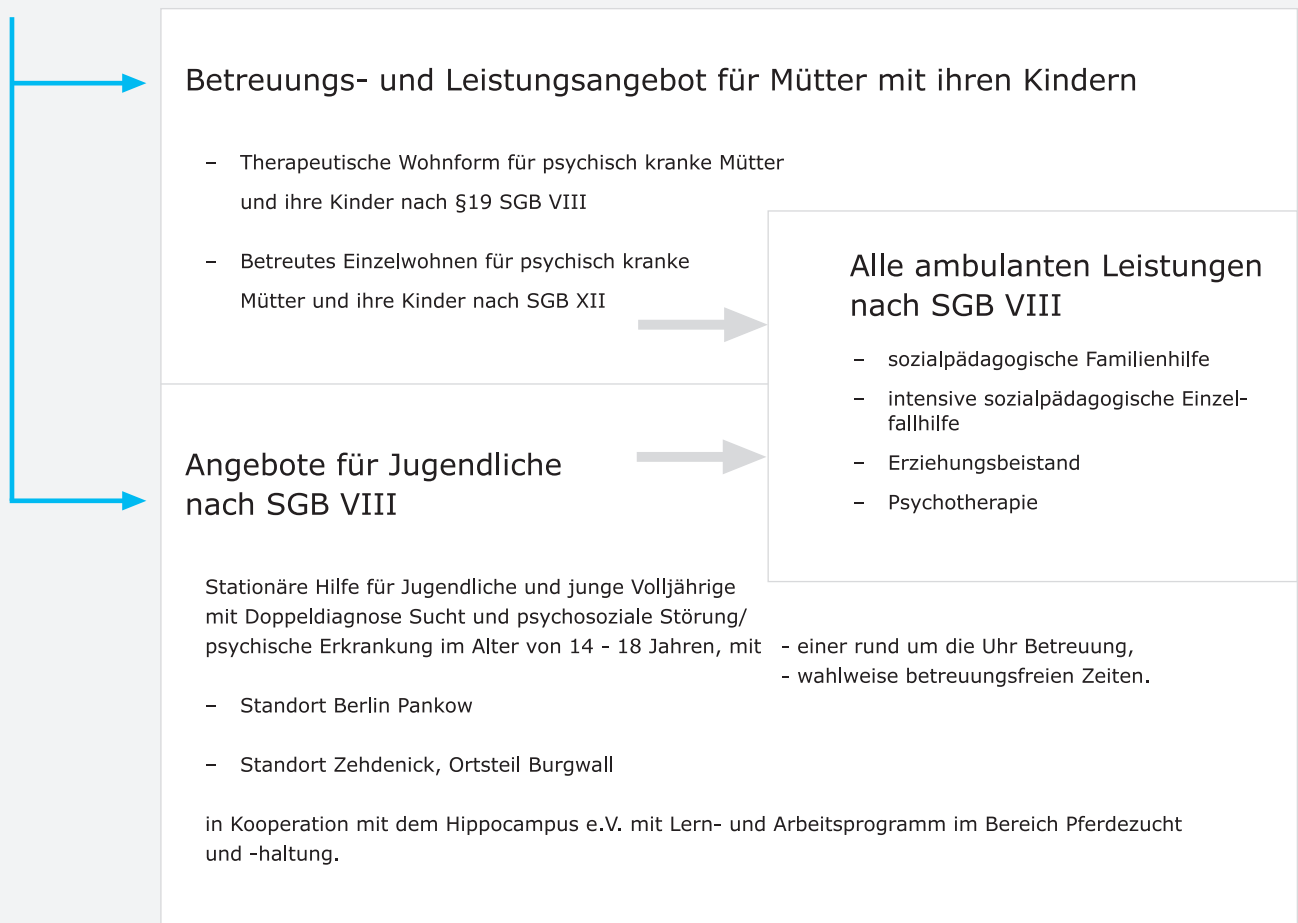 Betreuungs- und Leistungsangebot für Mütter mit ihren Kindern
– Therapeutische Wohnform für psychisch kranke Mütter
und ihre Kinder nach §19 SGB VIII
– Betreutes Einzelwohnen für psychisch kranke
Mütter und ihre Kinder nach SGB XII
Alle ambulanten Leistungen
nach SGB VIII
– sozialpädagogische Familienhilfe
– intensive sozialpädagogische Einzel-
fallhilfe
– Erziehungsbeistand
– Psychotherapie
Angebote für Jugendliche
nach SGB VIII
Stationäre Hilfe für Jugendliche und junge Volljährige
mit Doppeldiagnose Sucht und psychosoziale Störung/
psychische Erkrankung im Alter von 14 - 18 Jahren, mit - einer rund um die Uhr Betreuung,
- wahlweise betreuungsfreien Zeiten.
– Standort Berlin Pankow
– Standort Zehdenick, Ortsteil Burgwall
in Kooperation mit dem Hippocampus e.V. mit Lern- und Arbeitsprogramm im Bereich Pferdezucht
und -haltung.